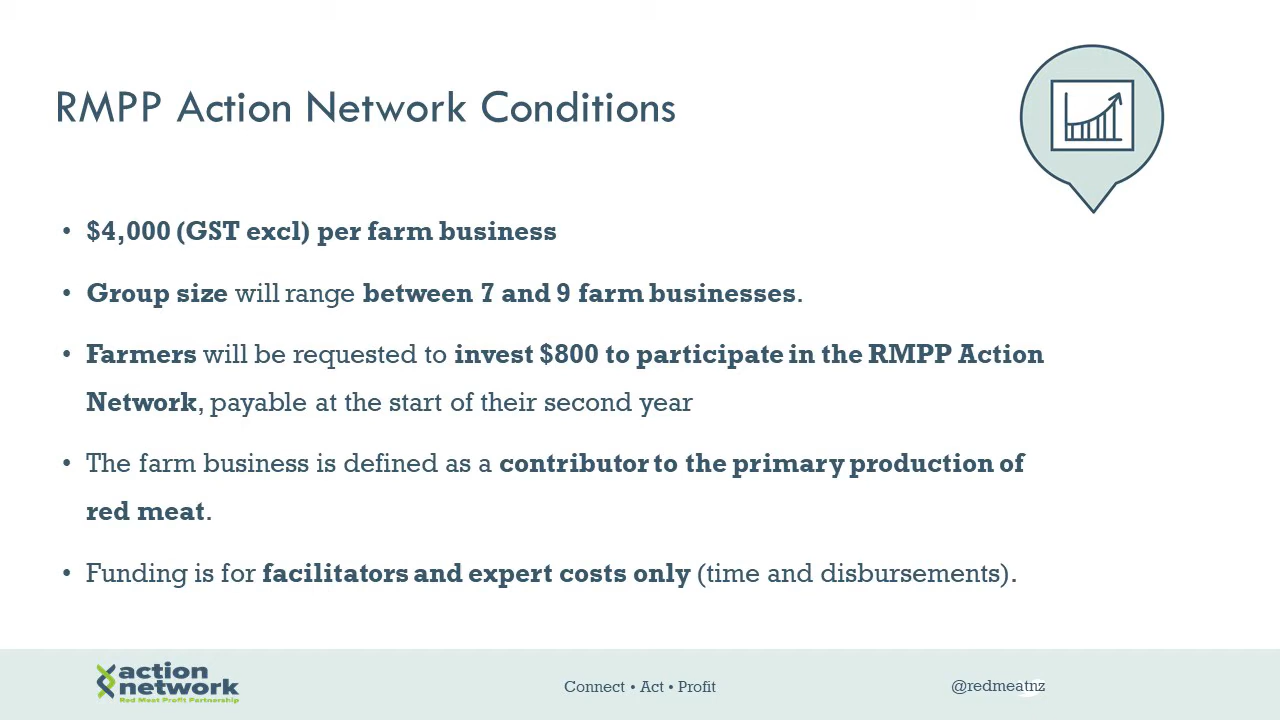 RMPP Action Network Conditions
• $4,000 (GST excl) per farm business
• Group size will range between 7 and 9 farm businesses.
• Farmers will be requested to invest $800 to participate in the RMPP Action
Network, payable at the start of their second year
• The farm business is defined as a contributor to the primary production of
red meat.
• Funding is for facilitators and expert costs only (time and disbursements).
action
network
Red Meat Profit Partnership
Connect • Act • Profit
@redmeatnz